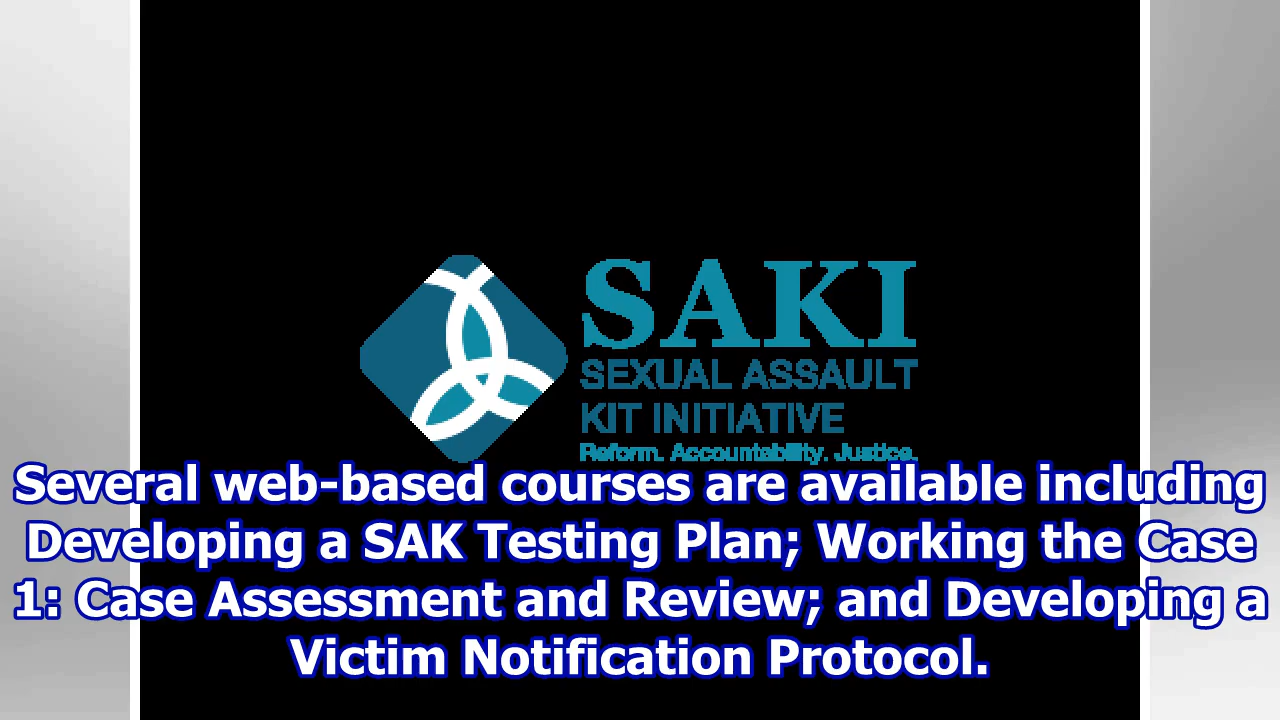 SAKI
SEXUAL ASSAULT
KIT INITIATIVE
Reform. Accountability. Justice.
Several web-based courses are available including
Developing a SAK Testing Plan; Working the Case
1: Case Assessment and Review; and Developing a
Victim Notification Protocol.